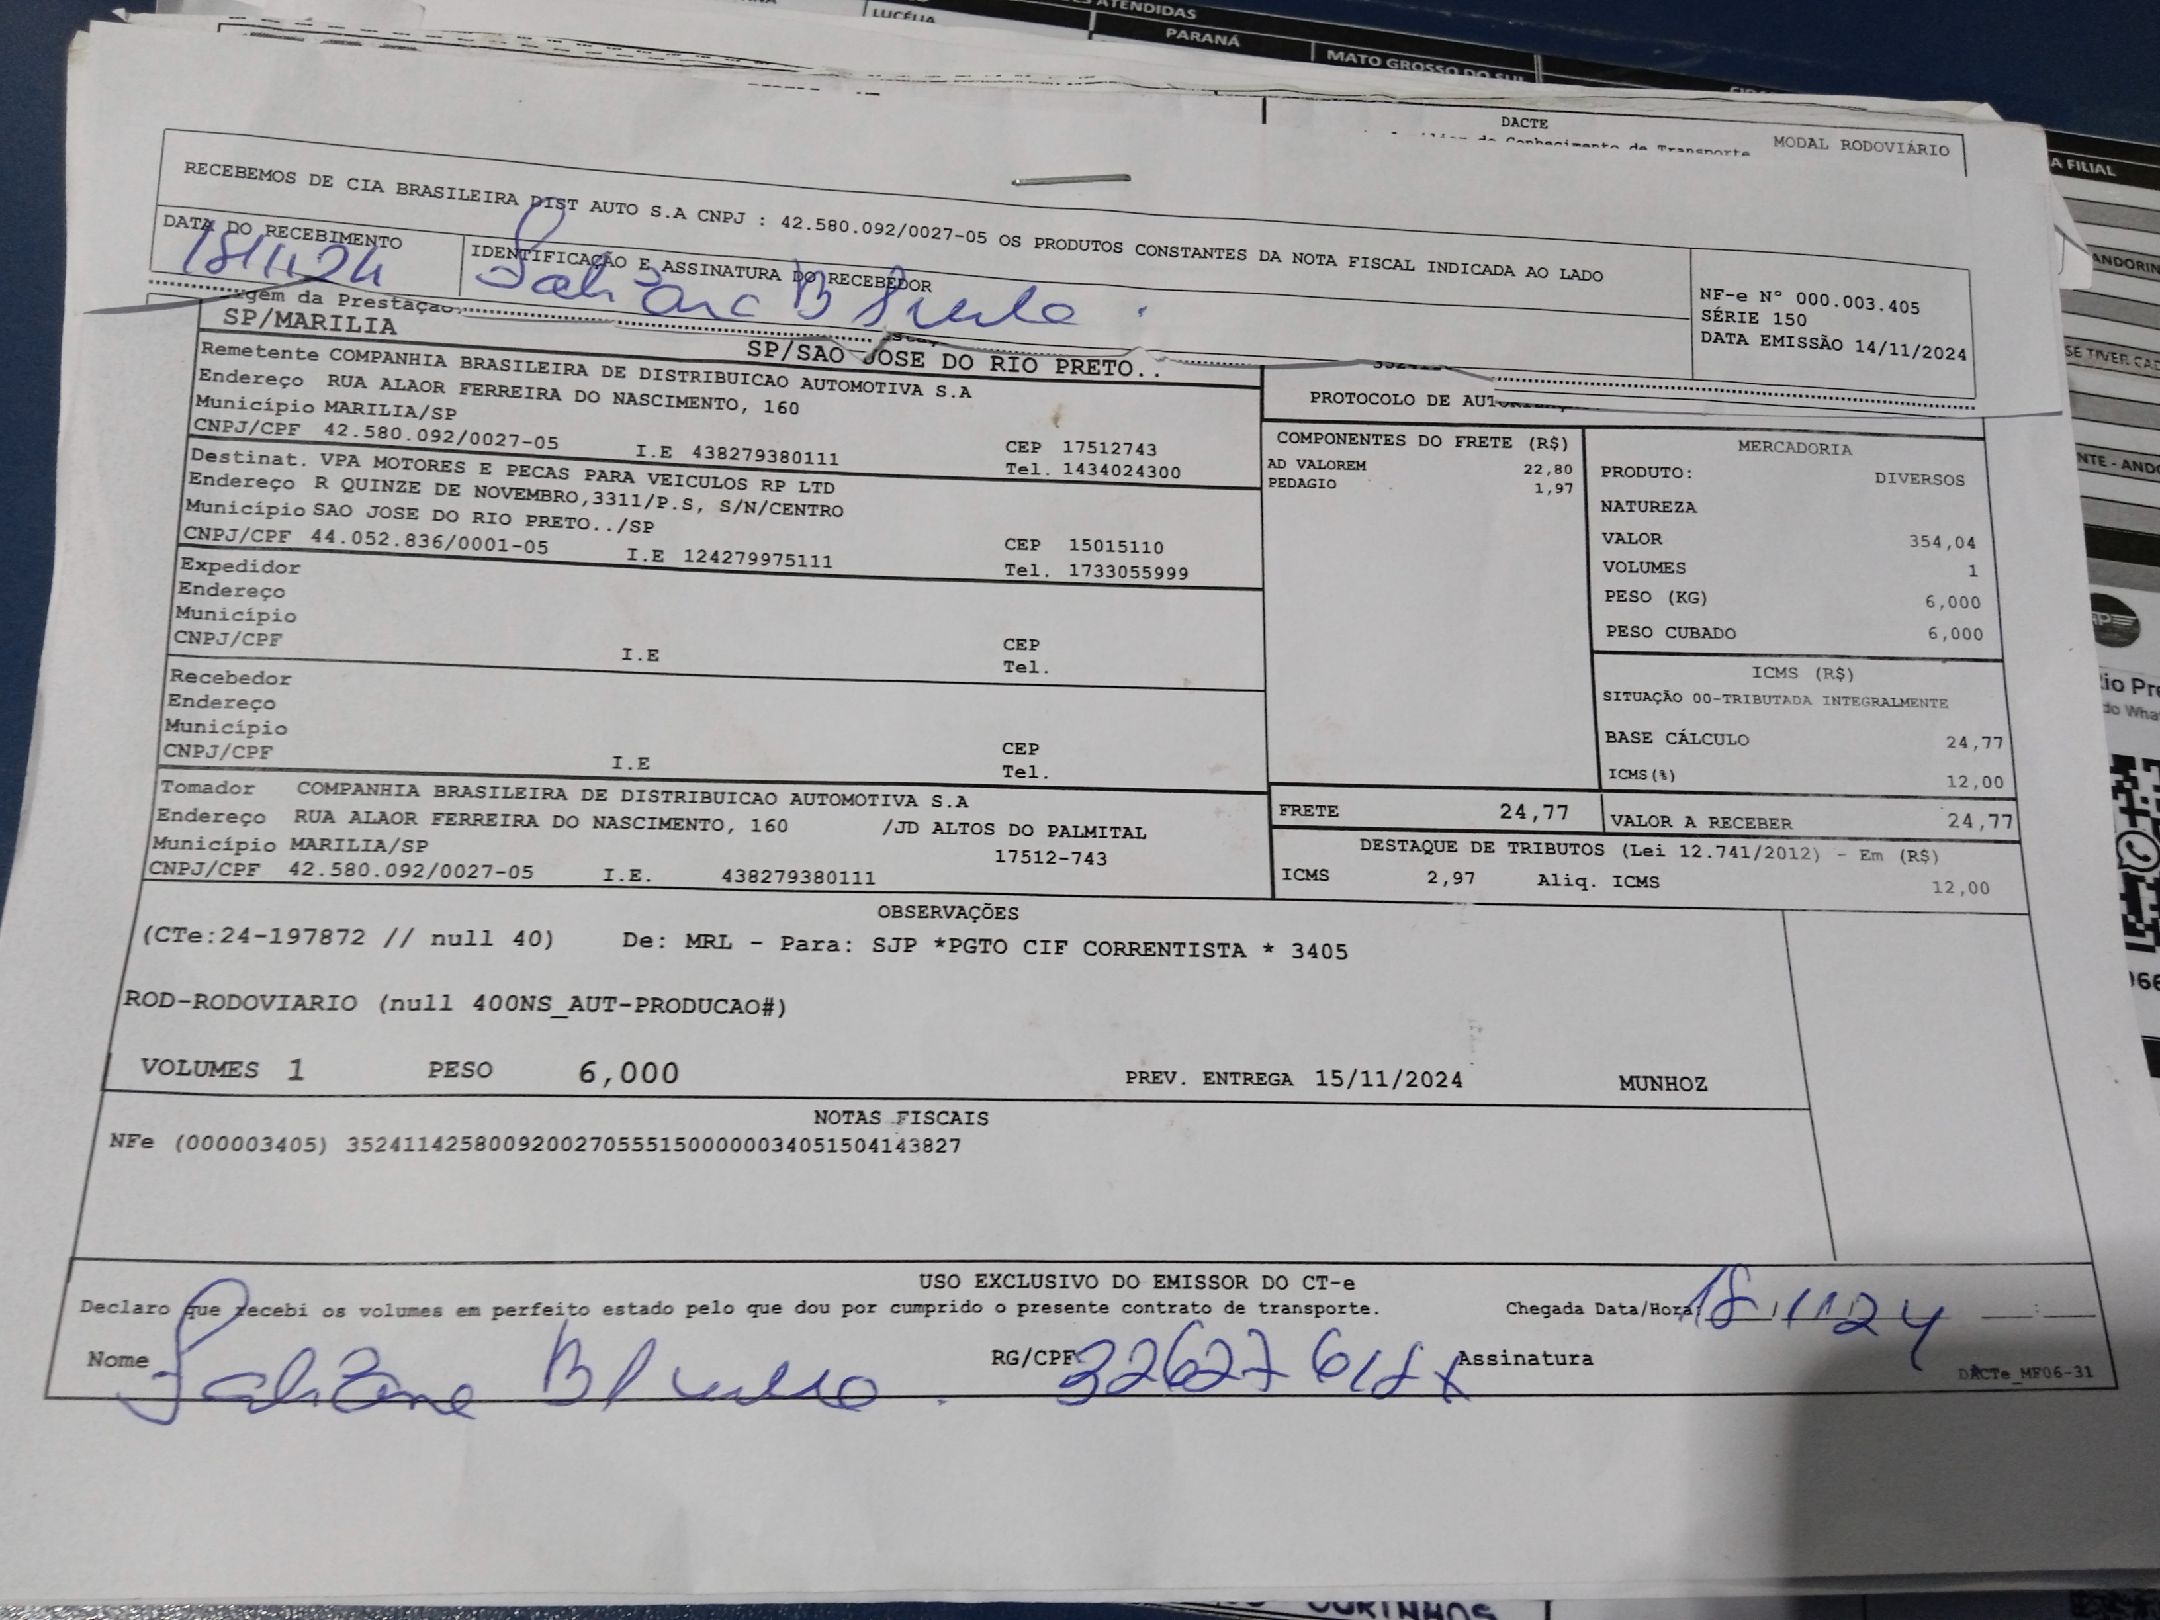 ATENDIDAS
LUCÉLIA
PARANÁ
MATO GROSSO DO SUL
A FILIAL
DACTE
Conhecimento de Transporte
MODAL RODOVIÁRIO
RECEBEMOS DE CIA BRASILEIRA DIST AUTO S.A CNPJ : 42.580.092/0027-05 OS PRODUTOS CONSTANTES DA NOTA FISCAL INDICADA AO LADO
DATA DO RECEBIMENTO
18/11/24
IDENTIFICAÇÃO E ASSINATURA DO RECEBEDOR
NF-e N° 000.003.405
SÉRIE 150
DATA EMISSÃO 14/11/2024
gem da Prestação
SP/MARILIA
SP/SAO JOSE DO RIO PRETO..
Remetente COMPANHIA BRASILEIRA DE DISTRIBUICAO AUTOMOTIVA S.A
Endereço RUA ALAOR FERREIRA DO NASCIMENTO, 160
Município MARILIA/SP CEP 17512743
CNPJ/CPF 42.580.092/0027-05 I.E 438279380111 Tel. 1434024300
Destinat. VPA MOTORES E PECAS PARA VEICULOS RP LTD
Endereço R QUINZE DE NOVEMBRO,3311/P.S, S/N/CENTRO
Município SAO JOSE DO RIO PRETO../SP CEP 15015110
CNPJ/CPF 44.052.836/0001-05 I.E 124279975111 Tel. 1733055999
Expedidor
Endereço
Município CEP
CNPJ/CPF I.E Tel.
Recebedor
Endereço
Município CEP
CNPJ/CPF I.E Tel.
Tomador COMPANHIA BRASILEIRA DE DISTRIBUICAO AUTOMOTIVA S.A
Endereço RUA ALAOR FERREIRA DO NASCIMENTO, 160 /JD ALTOS DO PALMITAL
Município MARILIA/SP 17512-743
CNPJ/CPF 42.580.092/0027-05 I.E. 438279380111
PROTOCOLO DE
COMPONENTES DO FRETE (R$)
AD VALOREM 22,80
PEDAGIO 1,97
FRETE 24,77
MERCADORIA
PRODUTO: DIVERSOS
NATUREZA
VALOR 354,04
VOLUMES 1
PESO (KG) 6,000
PESO CUBADO 6,000
ICMS (R$)
SITUAÇÃO 00-TRIBUTADA INTEGRALMENTE
BASE CÁLCULO 24,77
ICMS(%) 12,00
VALOR A RECEBER 24,77
DESTAQUE DE TRIBUTOS (Lei 12.741/2012) - Em (R$)
ICMS 2,97 Aliq. ICMS 12,00
OBSERVAÇÕES
(CTe:24-197872 // null 40) De: MRL - Para: SJP *PGTO CIF CORRENTISTA * 3405
ROD-RODOVIARIO (null 400NS_AUT-PRODUCAO#)
VOLUMES 1 PESO 6,000 PREV. ENTREGA 15/11/2024 MUNHOZ
NOTAS FISCAIS
NFe (000003405) 35241142580092002705551500000034051504143827
USO EXCLUSIVO DO EMISSOR DO CT-e
Declaro que recebi os volumes em perfeito estado pelo que dou por cumprido o presente contrato de transporte. Chegada Data/Hora: 18/11/24
Nome RG/CPF Assinatura
DACTe_MF06-31
OURINHOS